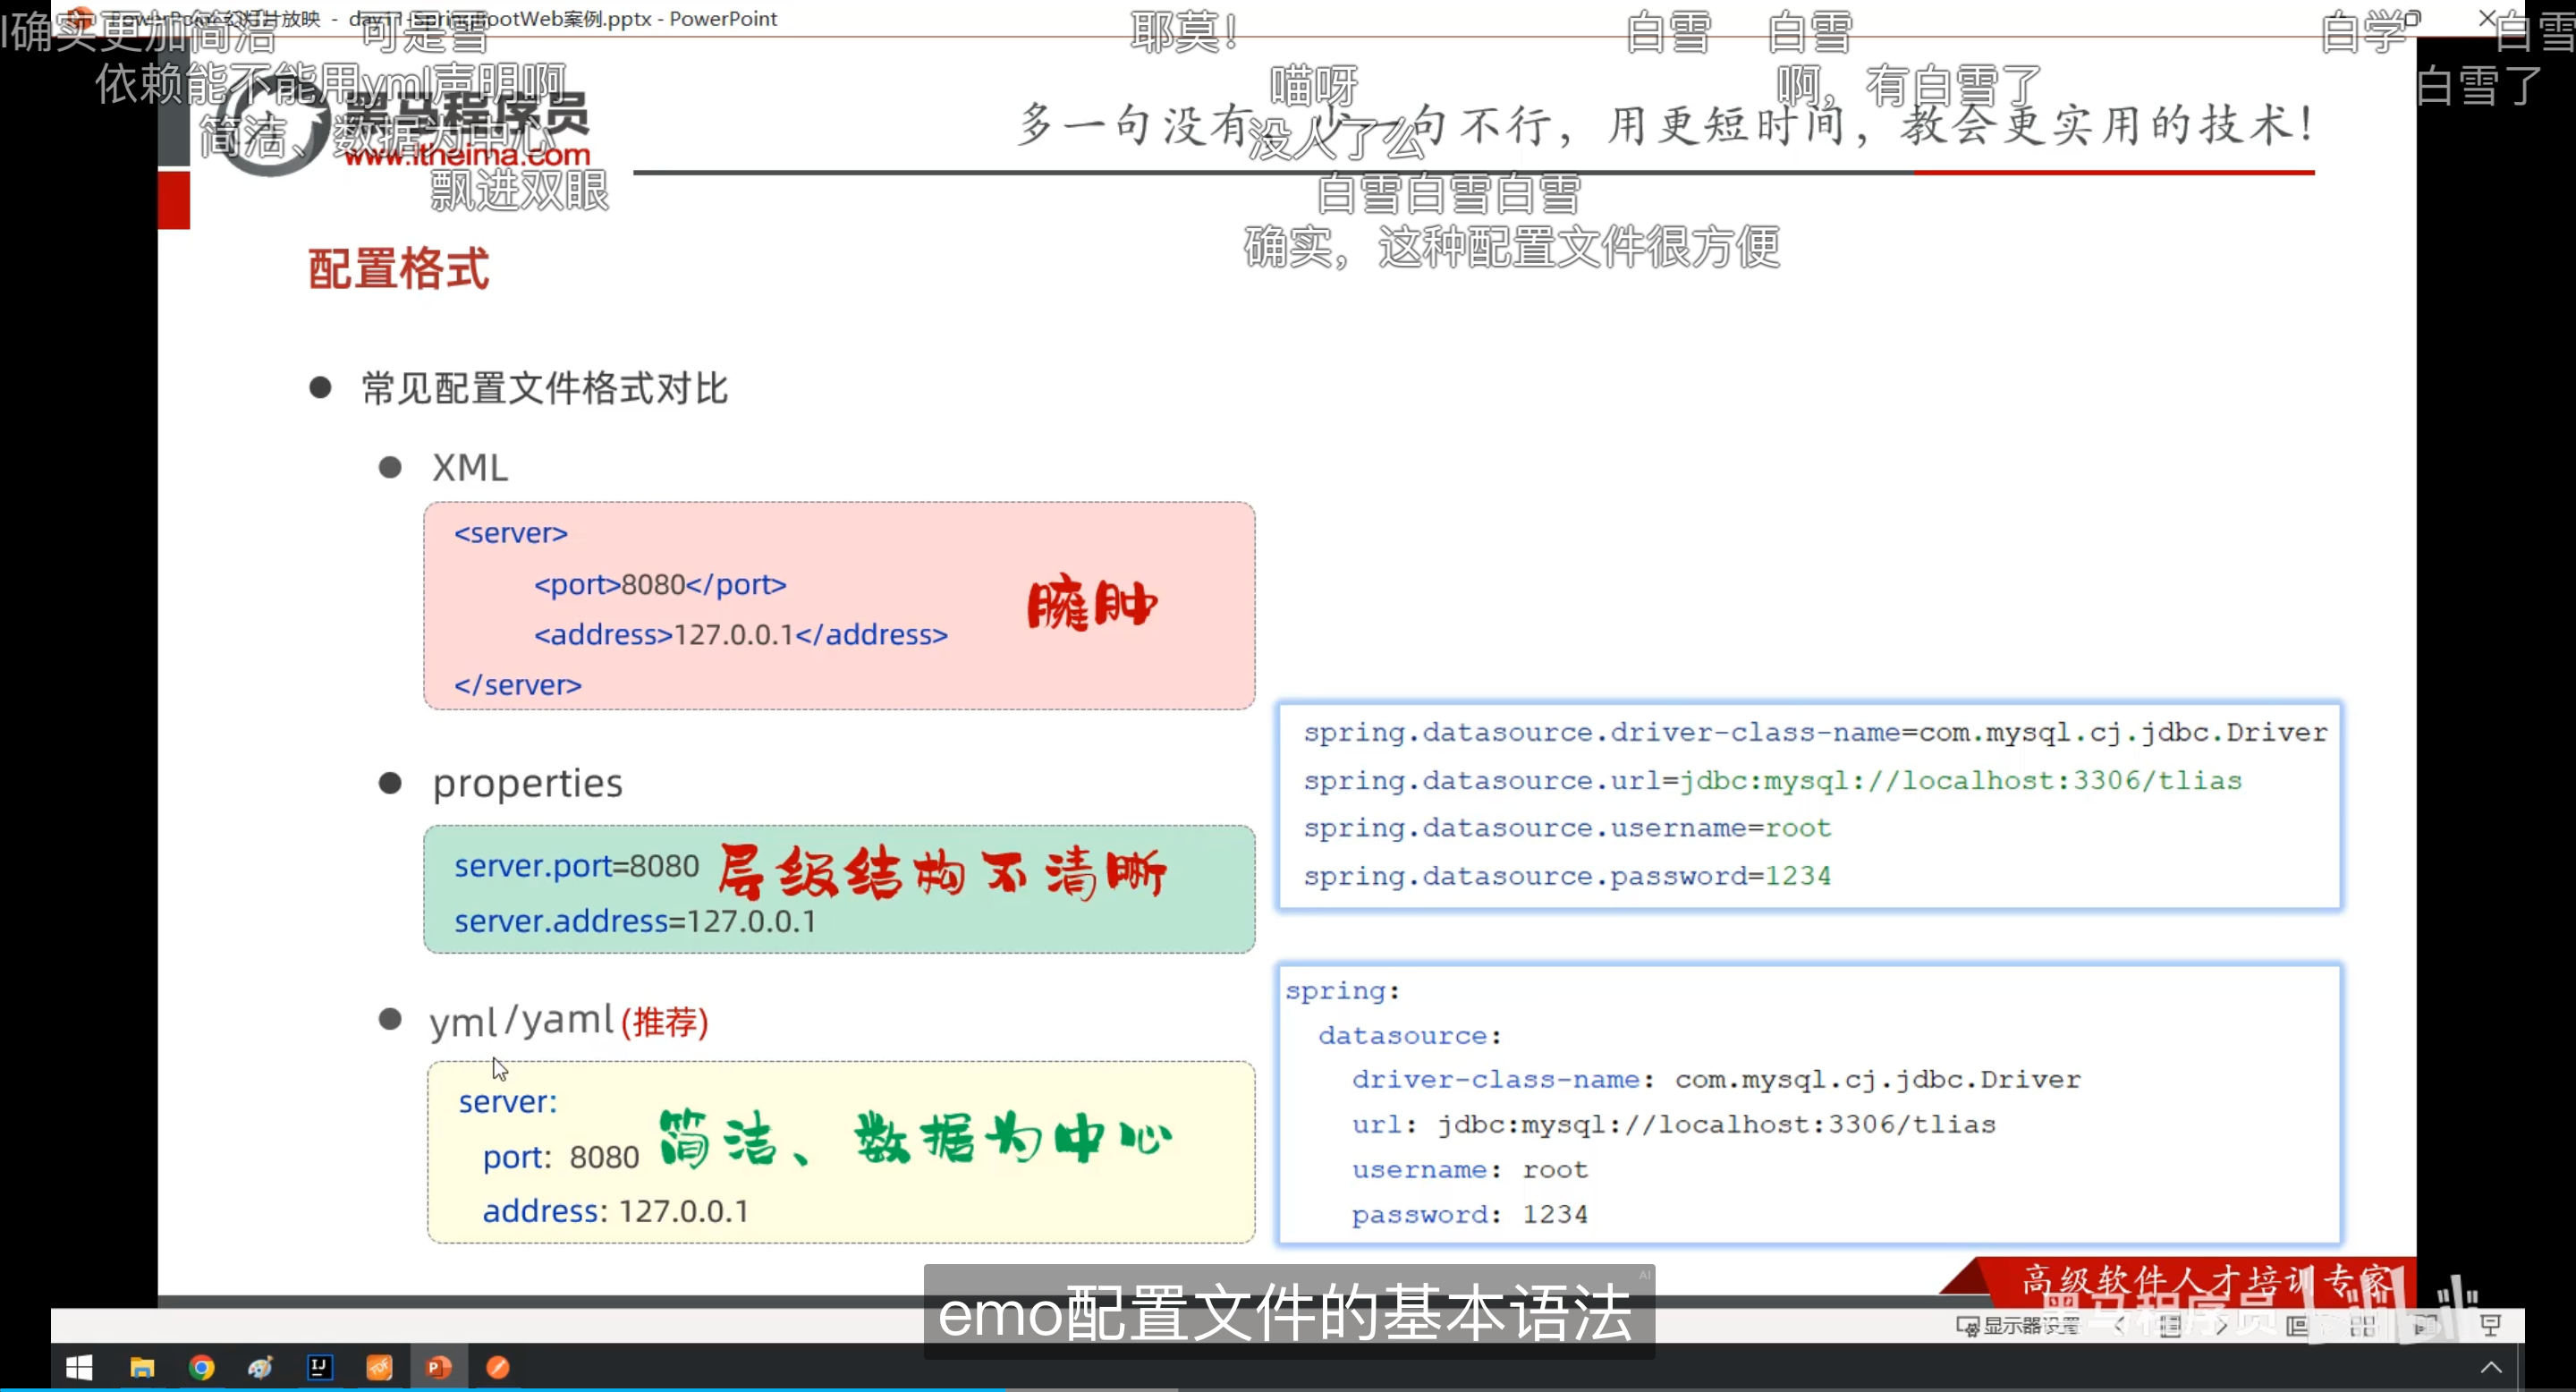 PowerPoint 幻灯片放映 - day11-SpringBootWeb案例.pptx - PowerPoint
确实更加简洁
可是雪
耶莫！
白雪
白雪
白学
白雪
依赖能不能用yml声明啊
喵呀
啊，有白雪了
白雪了
黑马程序员
www.itheima.com
多一句没有，少一句不行，用更短时间，教会更实用的技术！
简洁、数据为中心
没人了么
飘进双眼
白雪白雪白雪
确实，这种配置文件很方便
配置格式
常见配置文件格式对比
XML
<server>
<port>8080</port>
<address>127.0.0.1</address>
</server>
臃肿
properties
server.port=8080
server.address=127.0.0.1
层级结构不清晰
spring.datasource.driver-class-name=com.mysql.cj.jdbc.Driver
spring.datasource.url=jdbc:mysql://localhost:3306/tlias
spring.datasource.username=root
spring.datasource.password=1234
yml/yaml(推荐)
server:
port: 8080
address: 127.0.0.1
简洁、数据为中心
spring:
datasource:
driver-class-name: com.mysql.cj.jdbc.Driver
url: jdbc:mysql://localhost:3306/tlias
username: root
password: 1234
高级软件人才培训专家
AI
emo配置文件的基本语法
黑马程序员
显示器设置